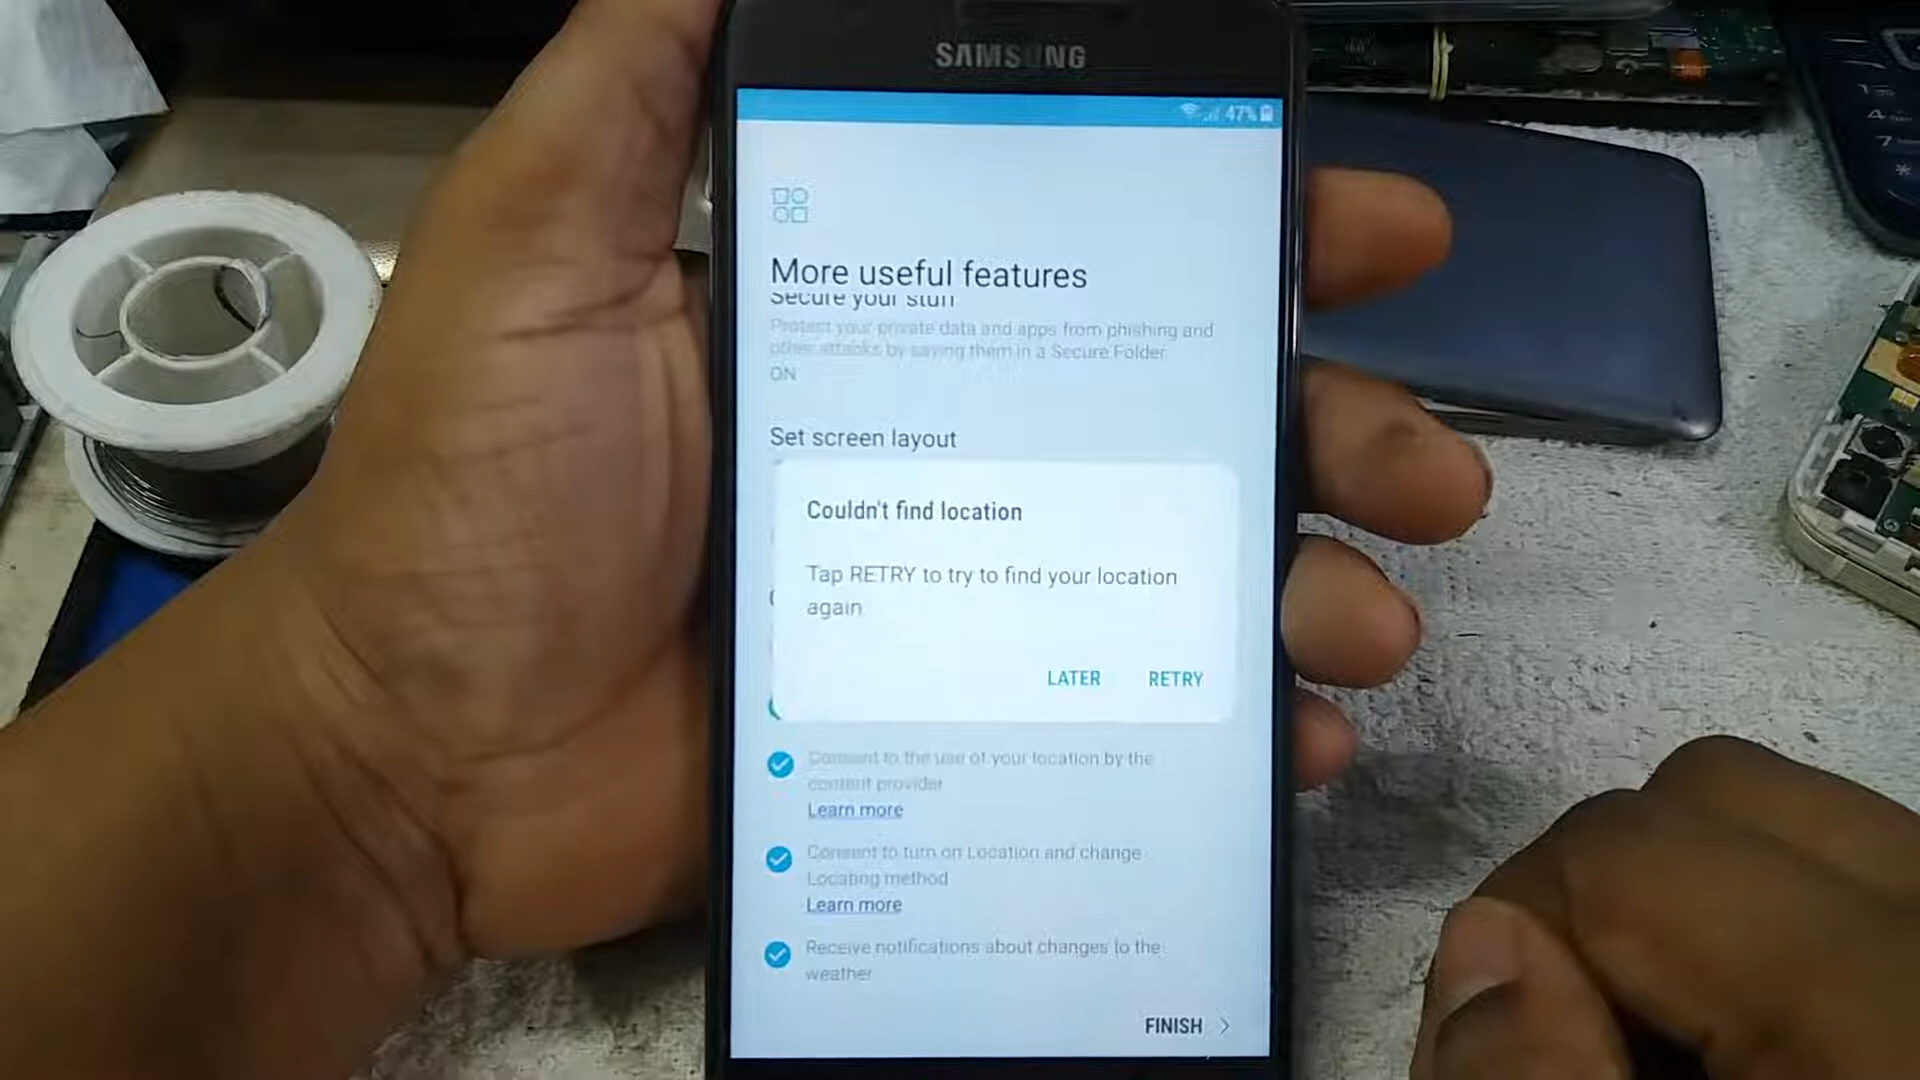 SAMSUNG
47%
More useful features
Secure your stuff
Protect your private data and apps from phishing and
other attacks by saving them in a Secure Folder.
ON
Set screen layout
Couldn't find location
Tap RETRY to try to find your location
again.
LATER RETRY
Consent to the use of your location by the
content provider
Learn more
Consent to turn on Location and change
Locating method
Learn more
Receive notifications about changes to the
weather
FINISH
4
7
*